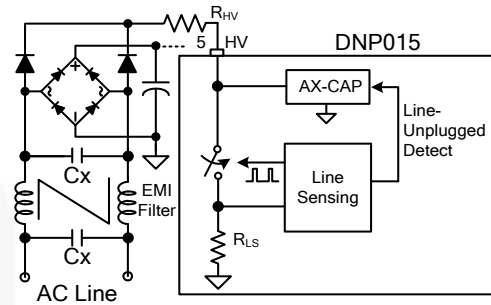 RHV
5 HV
DNP015
AX-CAP
Line-
Unplugged
Detect
Line
Sensing
Cx
EMI
Filter
RLS
Cx
AC Line